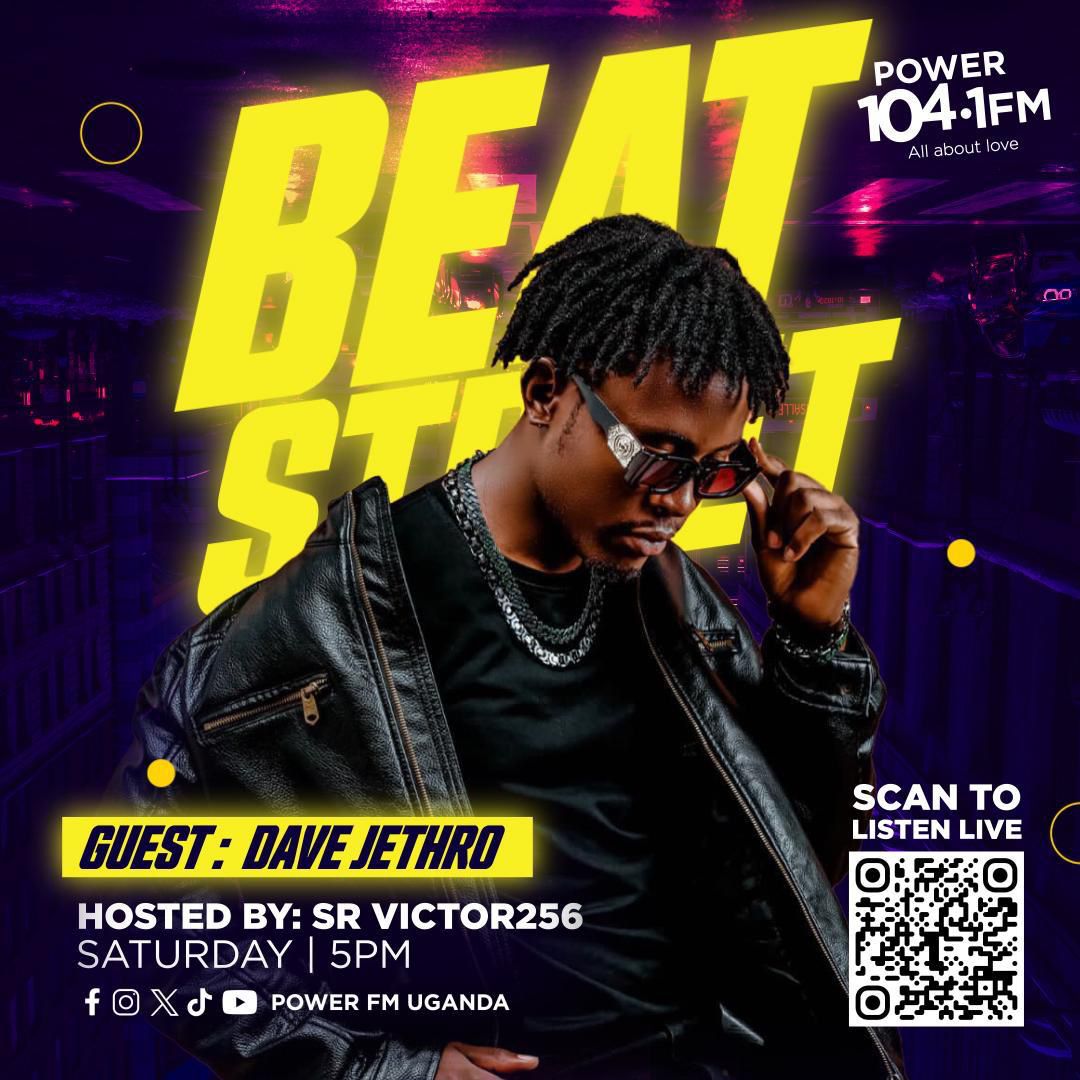 BEAT
POWER
104.1FM
All about love
GUEST: DAVE JETHRO
HOSTED BY: SR VICTOR256
SATURDAY | 5PM
POWER FM UGANDA
SCAN TO
LISTEN LIVE